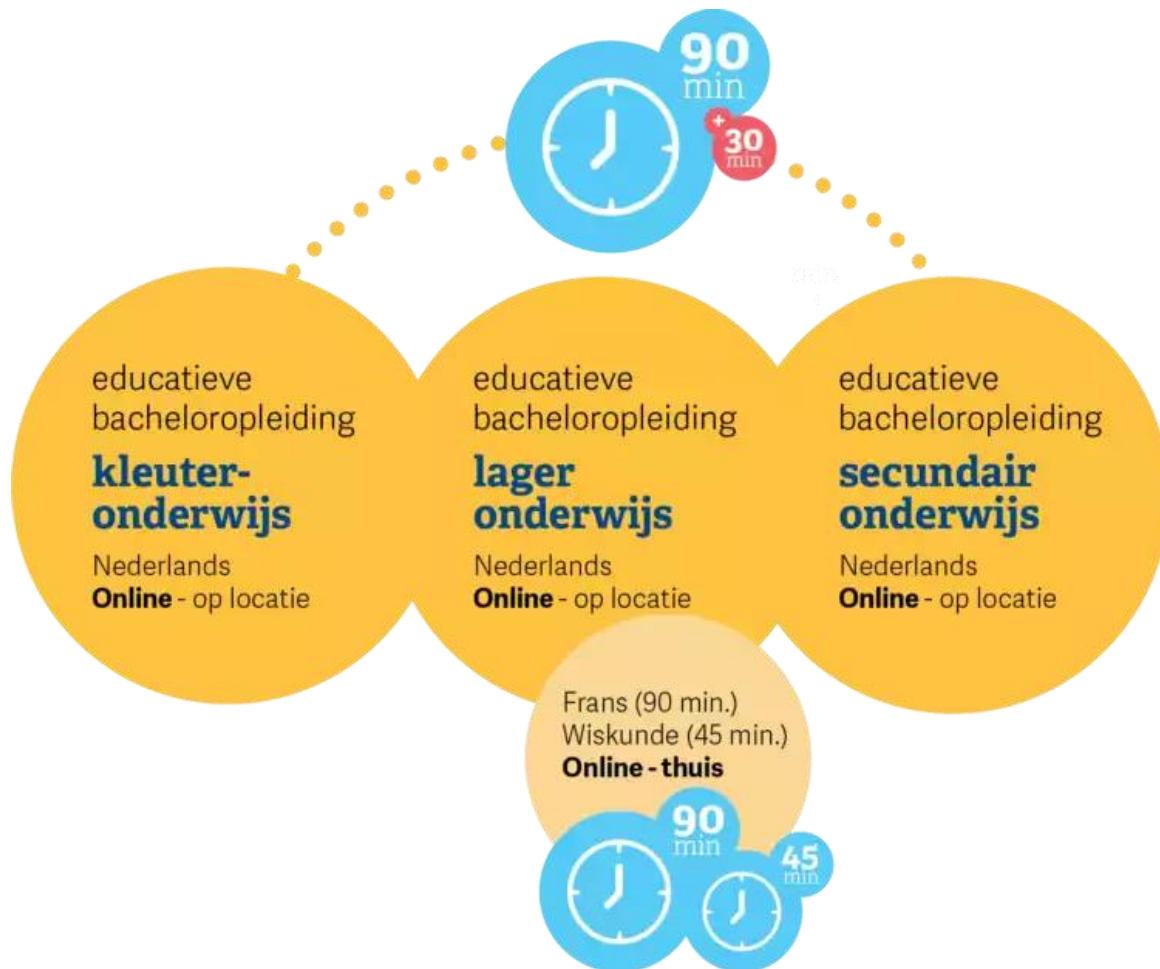 90
min
+
30
min
educatieve
bacheloropleiding
kleuter-
onderwijs
Nederlands
Online - op locatie
educatieve
bacheloropleiding
lager
onderwijs
Nederlands
Online - op locatie
educatieve
bacheloropleiding
secundair
onderwijs
Nederlands
Online - op locatie
Frans (90 min.)
Wiskunde (45 min.)
Online - thuis
90
min
45
min